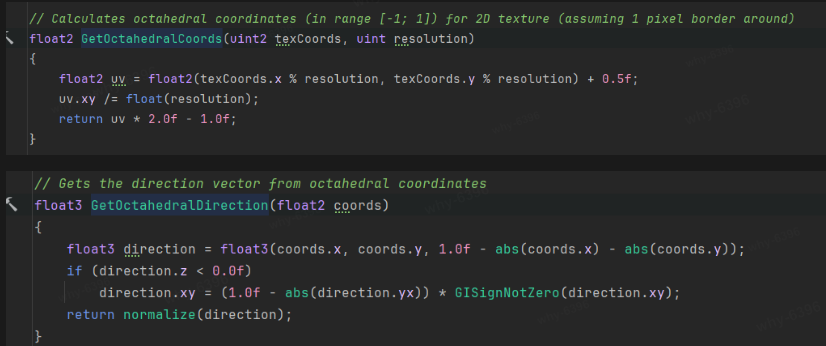 // Calculates octahedral coordinates (in range [-1; 1]) for 2D texture (assuming 1 pixel border around)
float2 GetOctahedralCoords(uint2 texCoords, uint resolution)
{
    float2 uv = float2(texCoords.x % resolution, texCoords.y % resolution) + 0.5f;
    uv.xy /= float(resolution);
    return uv * 2.0f - 1.0f;
}
// Gets the direction vector from octahedral coordinates
float3 GetOctahedralDirection(float2 coords)
{
    float3 direction = float3(coords.x, coords.y, 1.0f - abs(coords.x) - abs(coords.y));
    if (direction.z < 0.0f)
        direction.xy = (1.0f - abs(direction.yx)) * GISignNotZero(direction.xy);
    return normalize(direction);
}